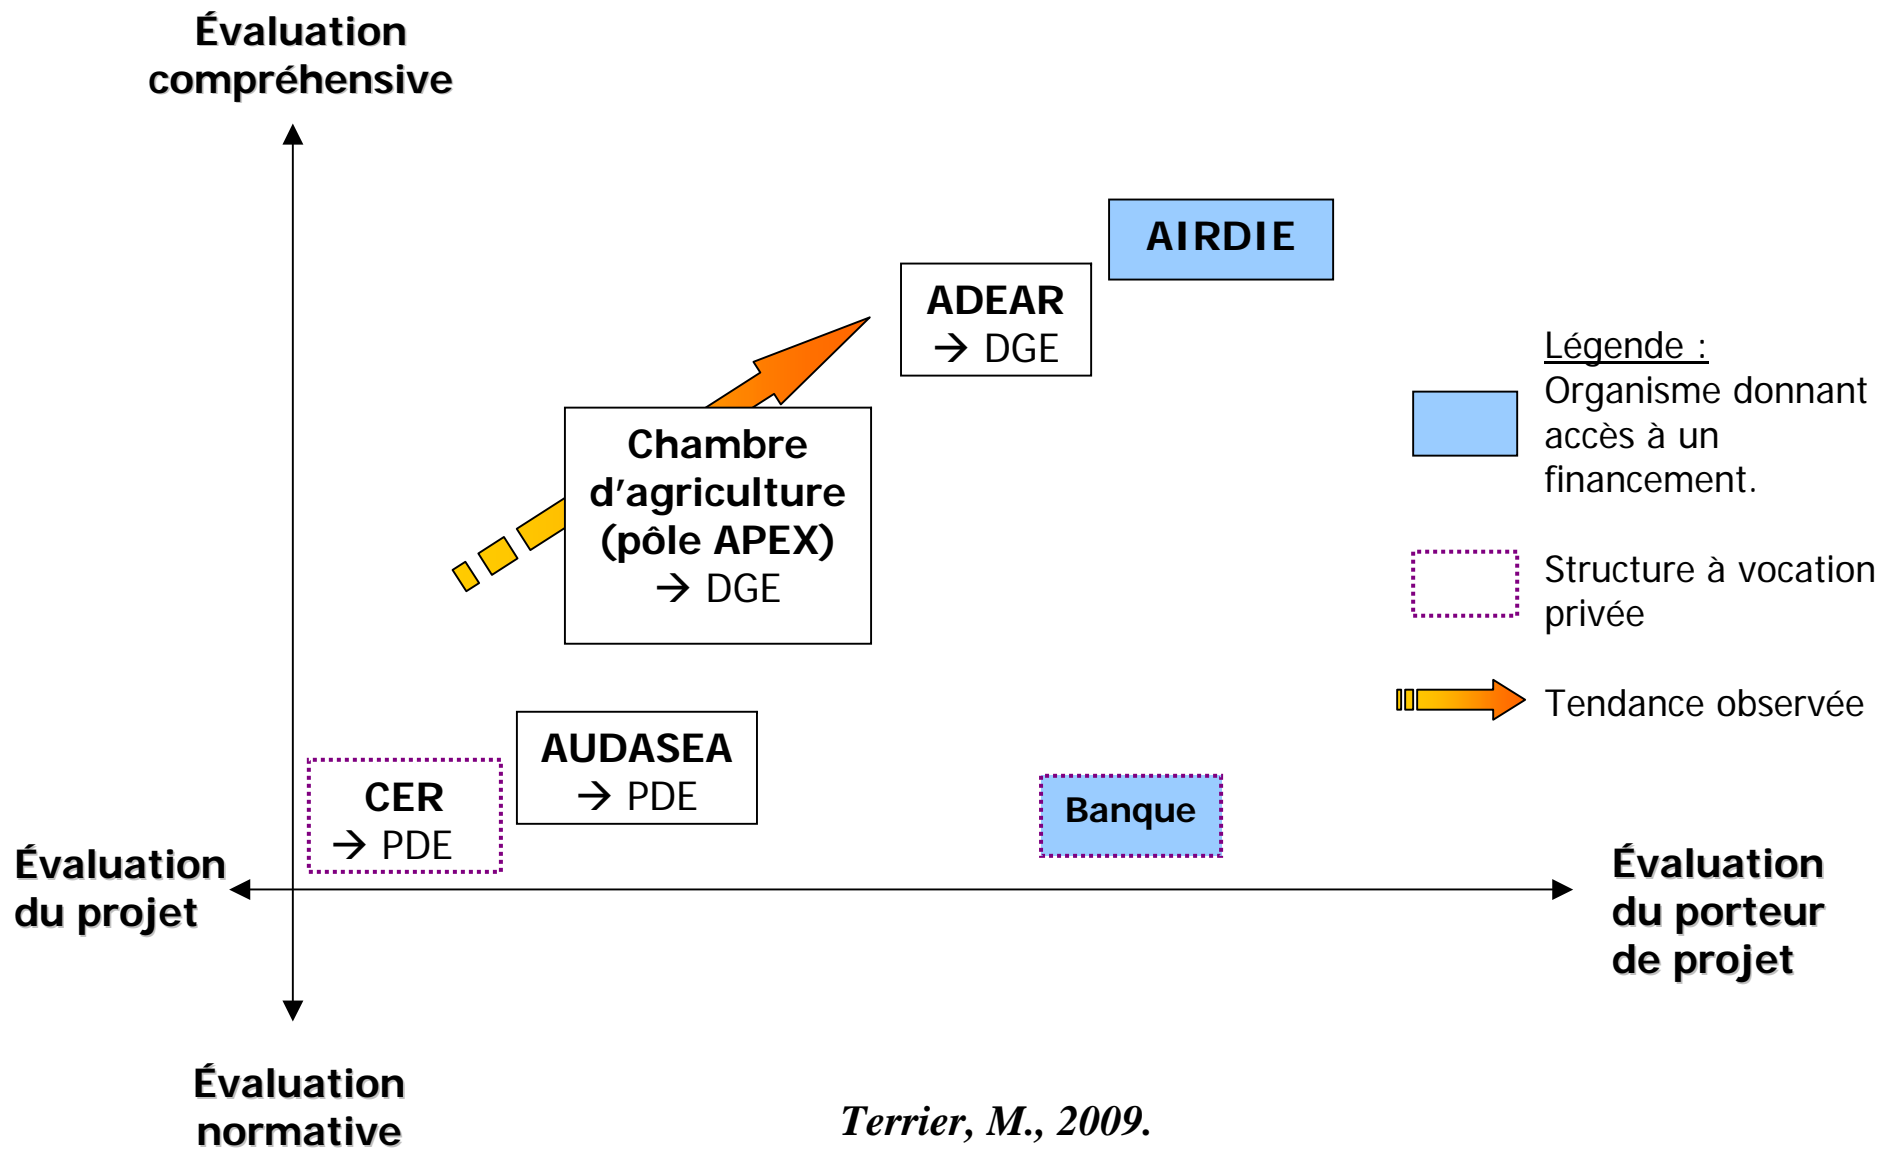 Évaluation
compréhensive
AIRDIE
ADEAR
→ DGE
Chambre
d'agriculture
(pôle APEX)
→ DGE
AUDASEA
→ PDE
CER
→ PDE
Banque
Évaluation
du projet
Évaluation
du porteur
de projet
Évaluation
normative
Légende :
Organisme donnant
accès à un
financement.
Structure à vocation
privée
Tendance observée
Terrier, M., 2009.